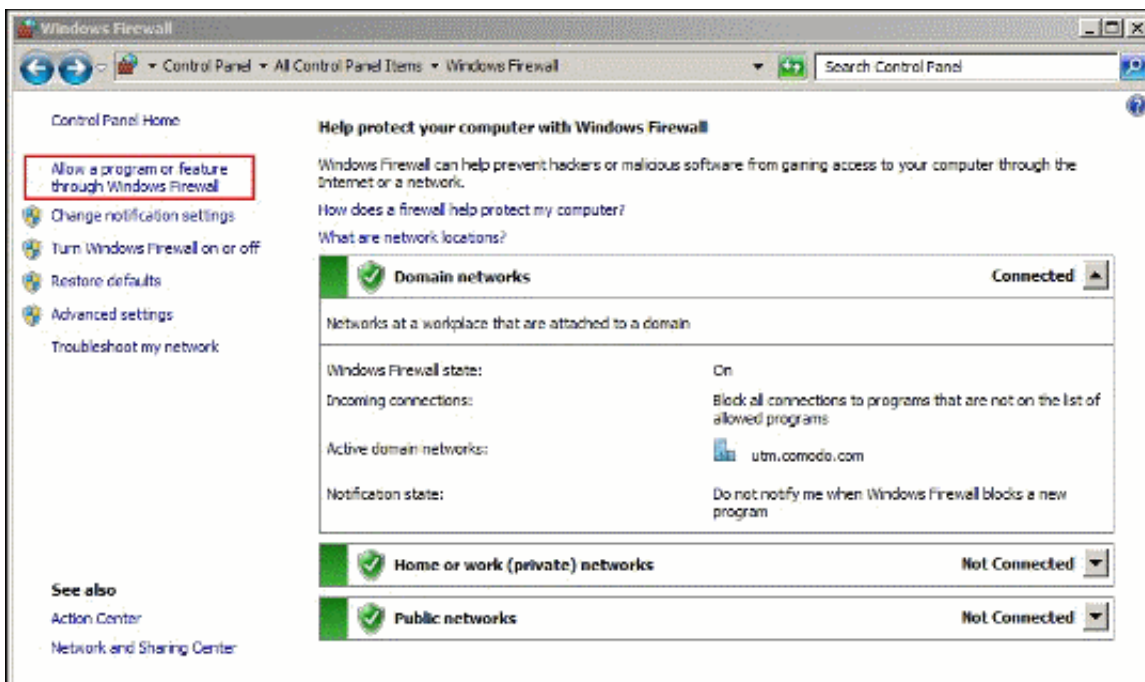 Windows Firewall
Control Panel
All Control Panel Items
Windows Firewall
Search Control Panel
Control Panel Home
Allow a program or feature
through Windows Firewall
Change notification settings
Turn Windows Firewall on or off
Restore defaults
Advanced settings
Troubleshoot my network
See also
Action Center
Network and Sharing Center
Help protect your computer with Windows Firewall
Windows Firewall can help prevent hackers or malicious software from gaining access to your computer through the
Internet or a network.
How does a firewall help protect my computer?
What are network locations?
Domain networks Connected
Networks at a workplace that are attached to a domain
Windows Firewall state: On
Incoming connections: Block all connections to programs that are not on the list of
allowed programs
Active domain networks: utm.comodo.com
Notification state: Do not notify me when Windows Firewall blocks a new
program
Home or work (private) networks Not Connected
Public networks Not Connected